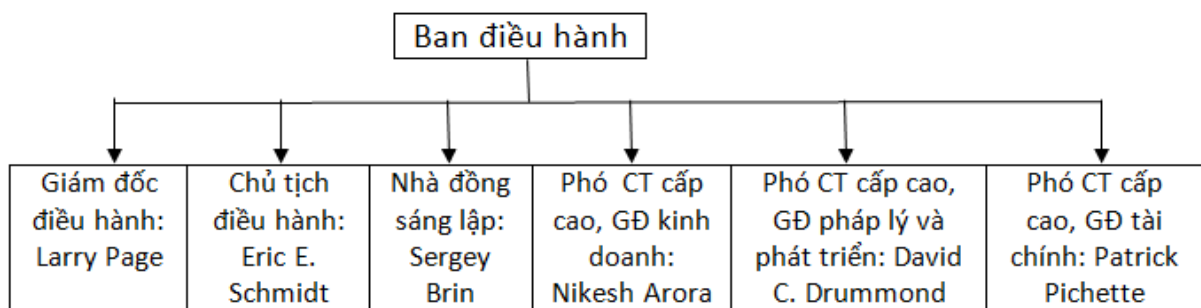 Ban điều hành
Giám đốc
điều hành:
Larry Page
Chủ tịch
điều hành:
Eric E.
Schmidt
Nhà đồng
sáng lập:
Sergey
Brin
Phó CT cấp
cao, GĐ kinh
doanh:
Nikesh Arora
Phó CT cấp cao,
GĐ pháp lý và
phát triển: David
C. Drummond
Phó CT cấp
cao, GĐ tài
chính: Patrick
Pichette